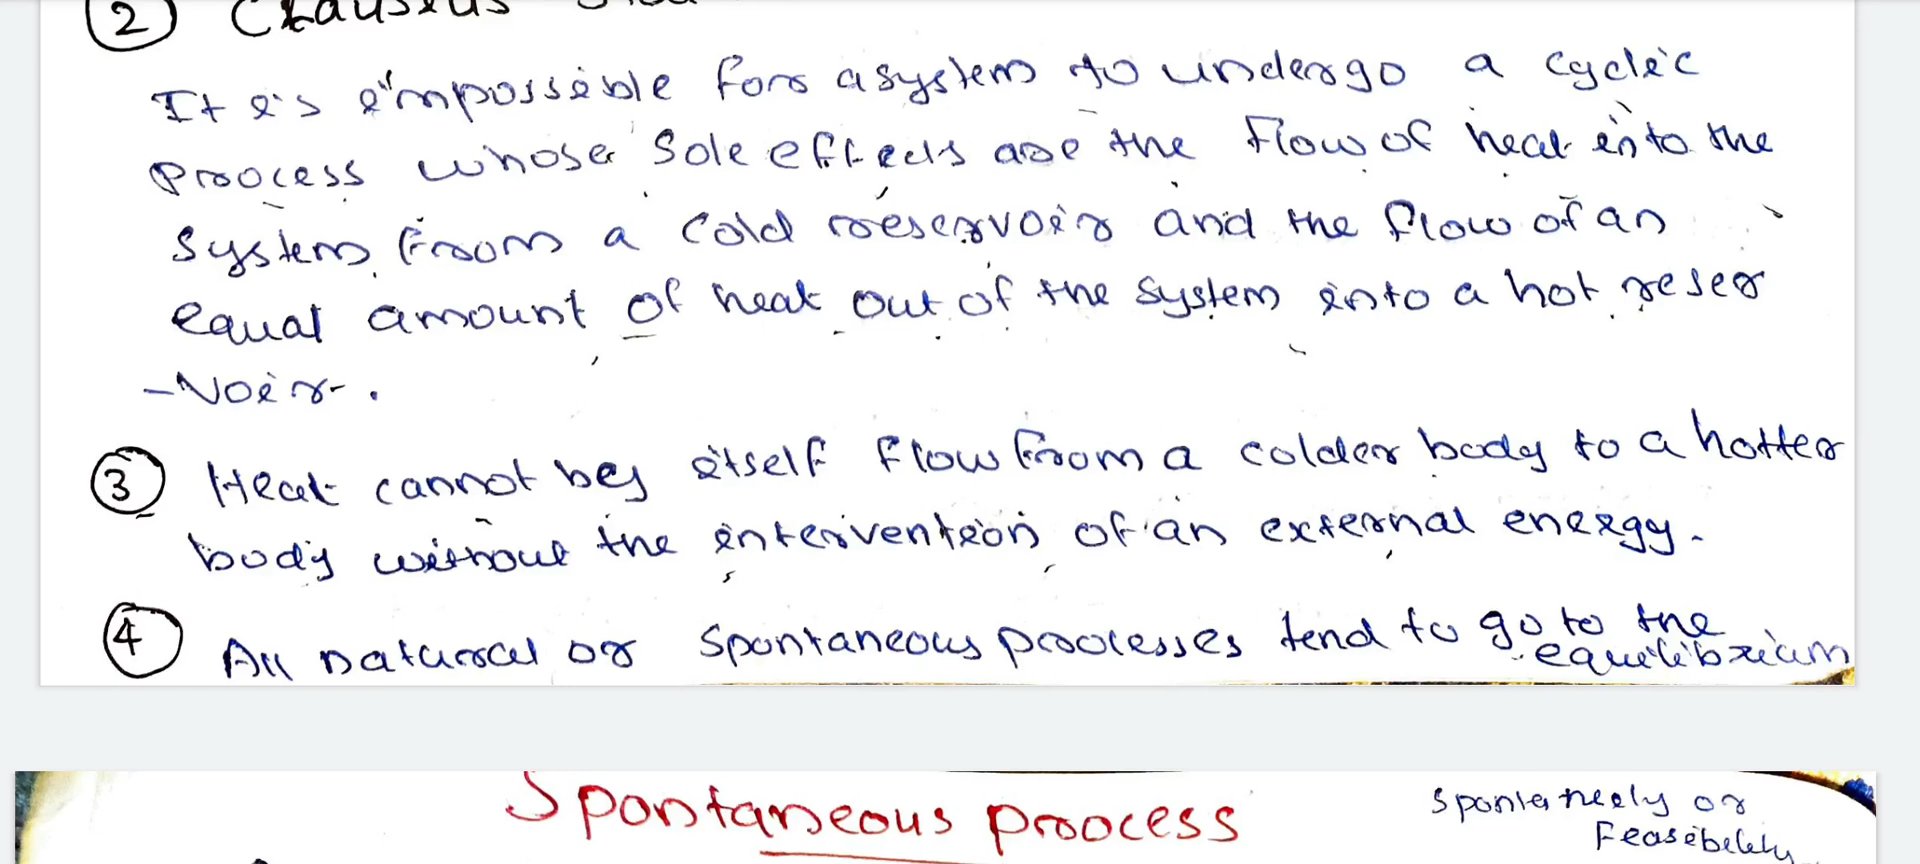 ② Clausius
It is impossible for a system to undergo a cyclic
process whose sole effects are the flow of heat into the
system from a cold reservoir and the flow of an
equal amount of heat out of the system into a hot reser
-voir.
③ Heat cannot by itself flow from a colder body to a hotter
body without the intervention of an external energy.
④ All natural or spontaneous processes tend to go to the
equilibrium
Spontaneous process
or
Feasibility